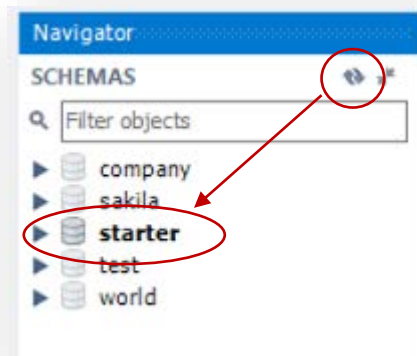 Navigator
SCHEMAS
Filter objects
company
sakila
starter
test
world